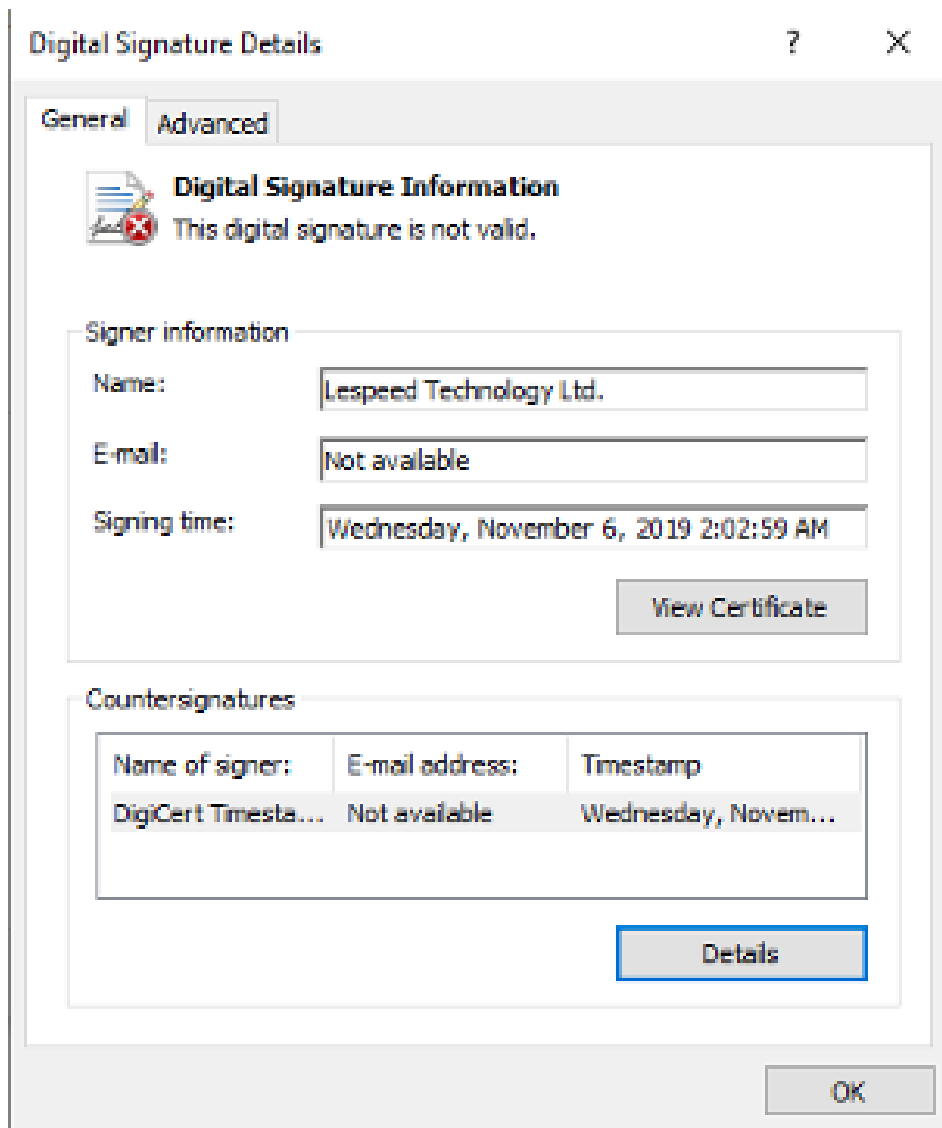 Digital Signature Details ? X
General Advanced
Digital Signature Information
This digital signature is not valid.
Signer information
Name: Lespeed Technology Ltd.
E-mail: Not available
Signing time: Wednesday, November 6, 2019 2:02:59 AM
View Certificate
Countersignatures
Name of signer: E-mail address: Timestamp
DigiCert Timesta... Not available Wednesday, Novem...
Details
OK